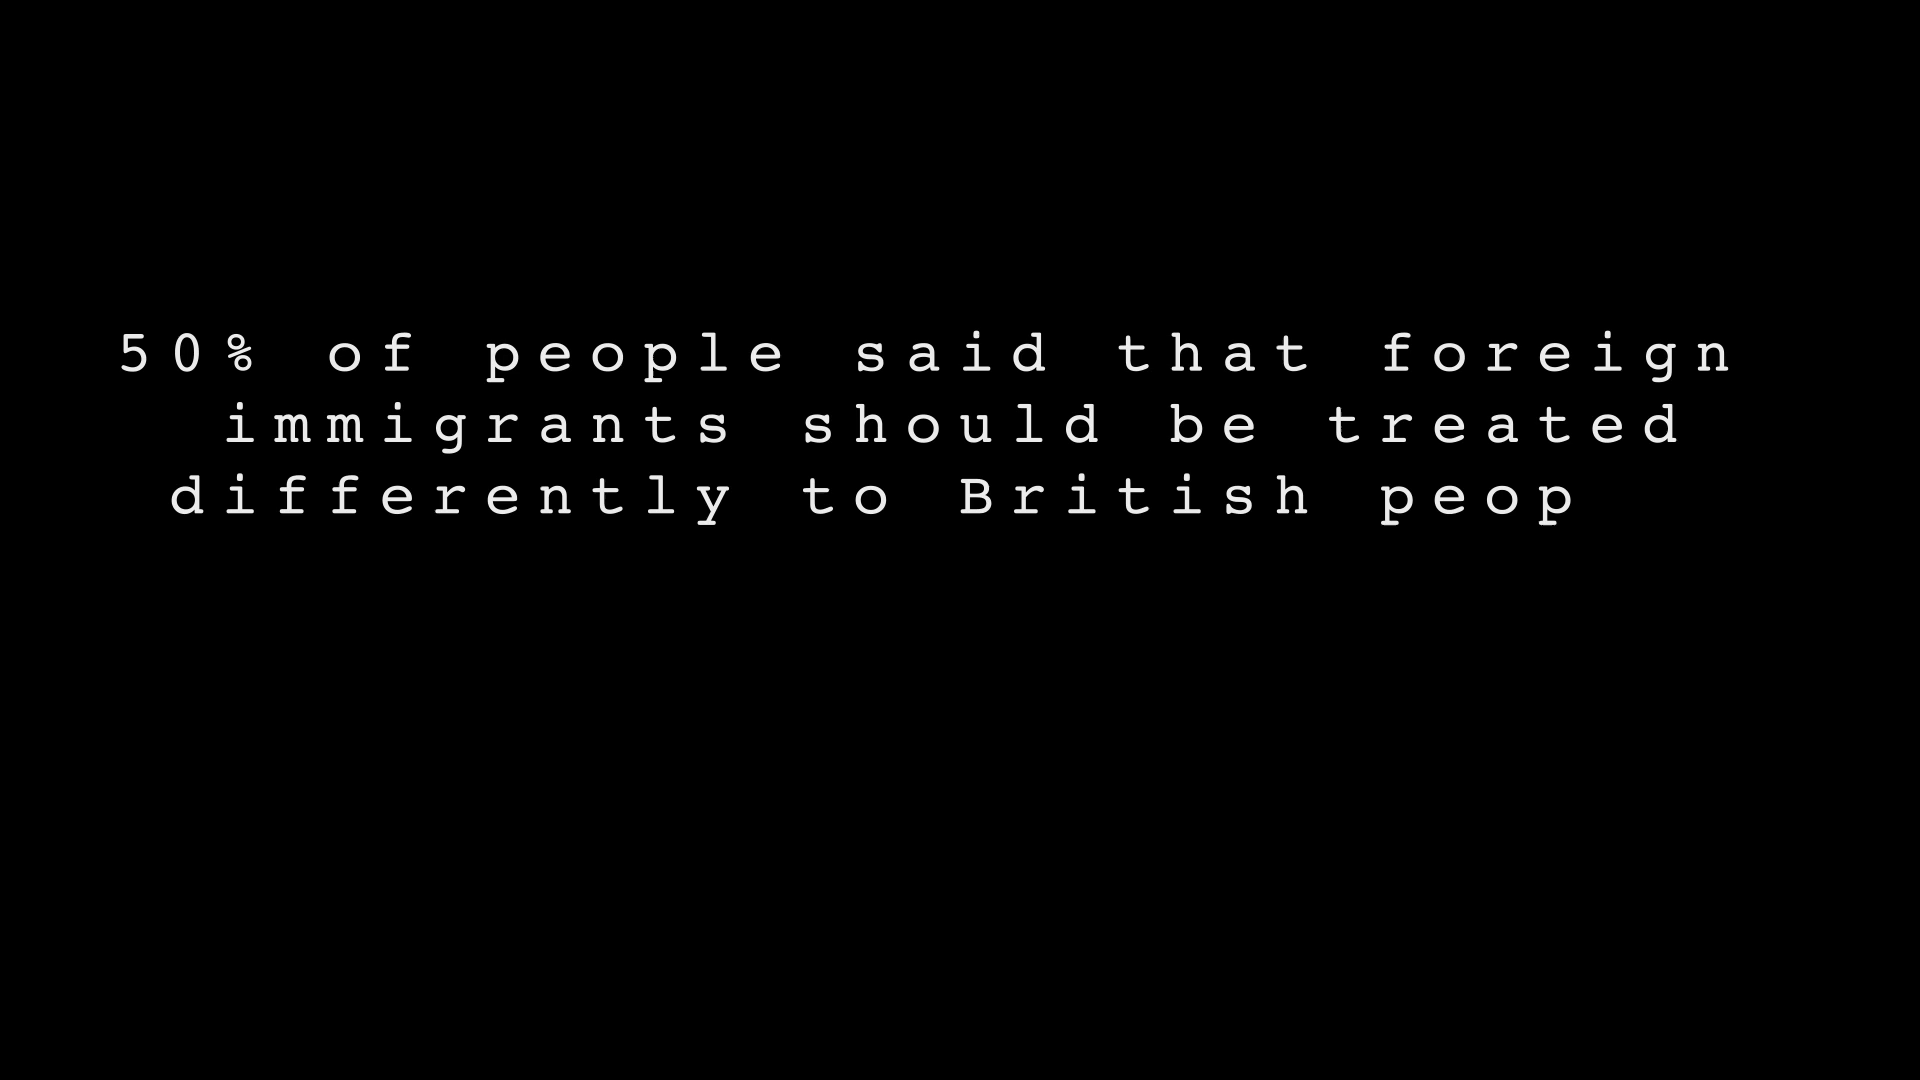 50% of people said that foreign
immigrants should be treated
differently to British peop